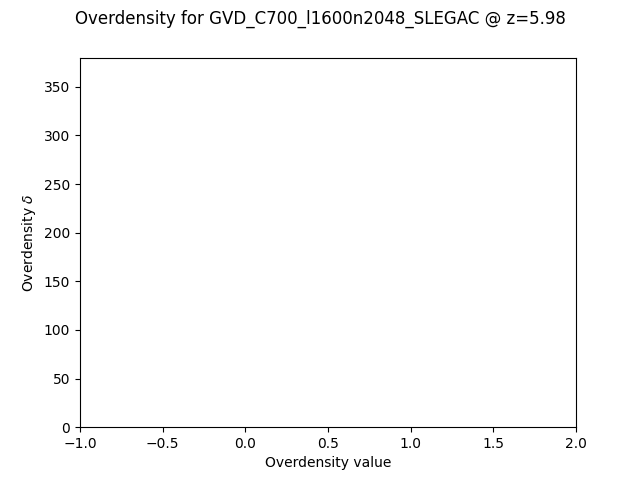 Overdensity for GVD_C700_l1600n2048_SLEGAC @ z=5.98
Overdensity δ
350
300
250
200
150
100
50
0
−1.0 −0.5 0.0 0.5 1.0 1.5 2.0
Overdensity value